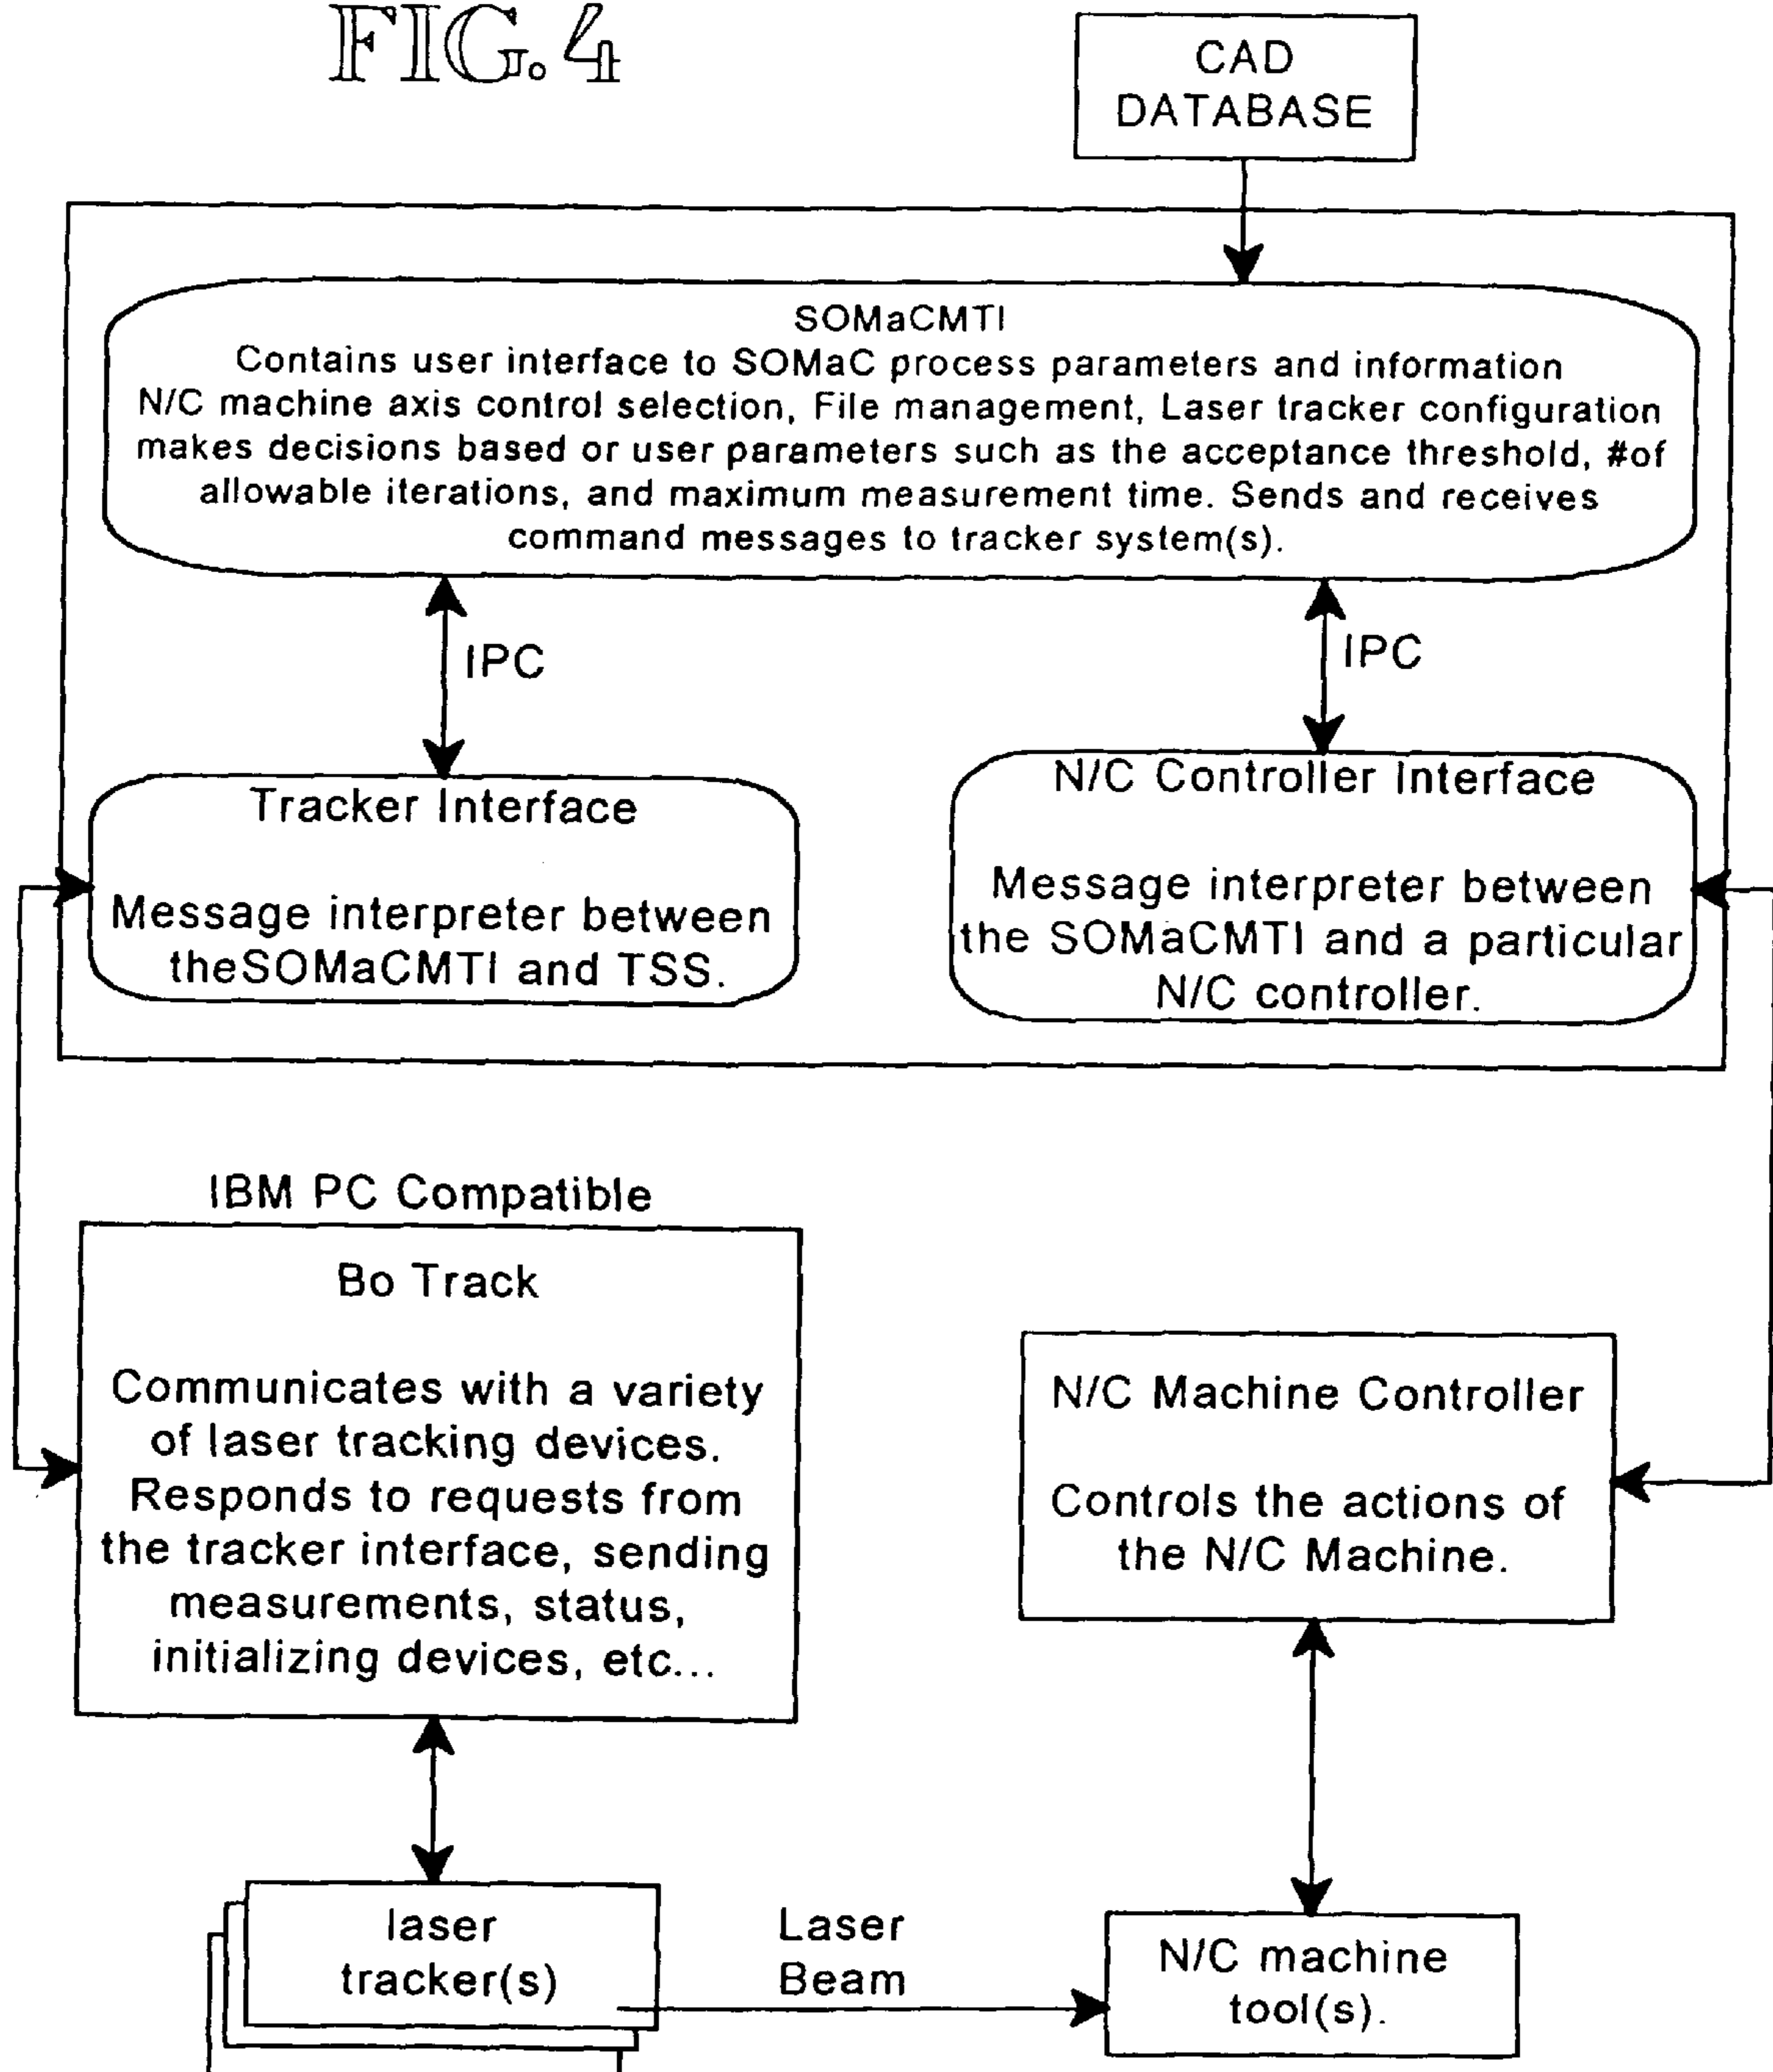 FIG. 4
CAD
DATABASE
SOMaCMTI
Contains user interface to SOMaC process parameters and information
N/C machine axis control selection, File management, Laser tracker configuration
makes decisions based or user parameters such as the acceptance threshold, #of
allowable iterations, and maximum measurement time. Sends and receives
command messages to tracker system(s).
IPC
IPC
Tracker Interface
Message interpreter between
theSOMaCMTI and TSS.
N/C Controller Interface
Message interpreter between
the SOMaCMTI and a particular
N/C controller.
IBM PC Compatible
Bo Track
Communicates with a variety
of laser tracking devices.
Responds to requests from
the tracker interface, sending
measurements, status,
initializing devices, etc...
N/C Machine Controller
Controls the actions of
the N/C Machine.
laser
tracker(s)
Laser
Beam
N/C machine
tool(s).